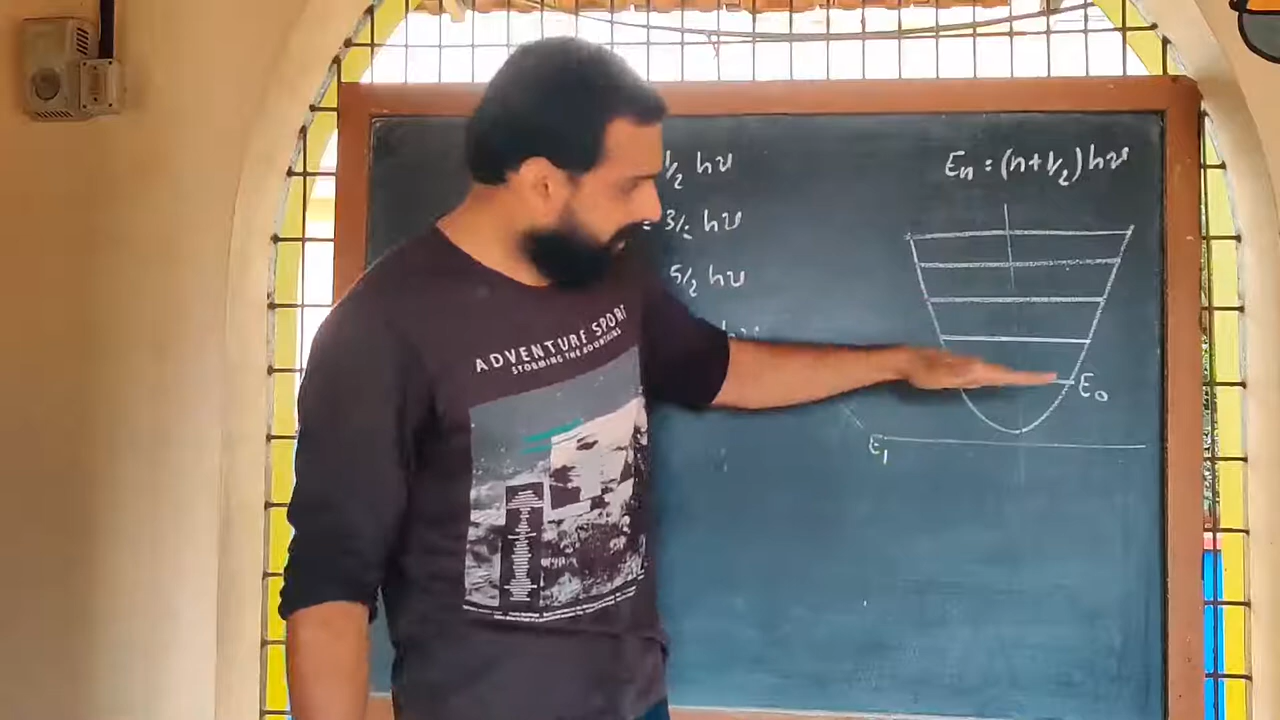 1/2 hν
= 3/2 hν
5/2 hν
hν
En = (n+1/2)hν
E0
E1
ADVENTURE SPORT
STORMING THE MOUNTAINS